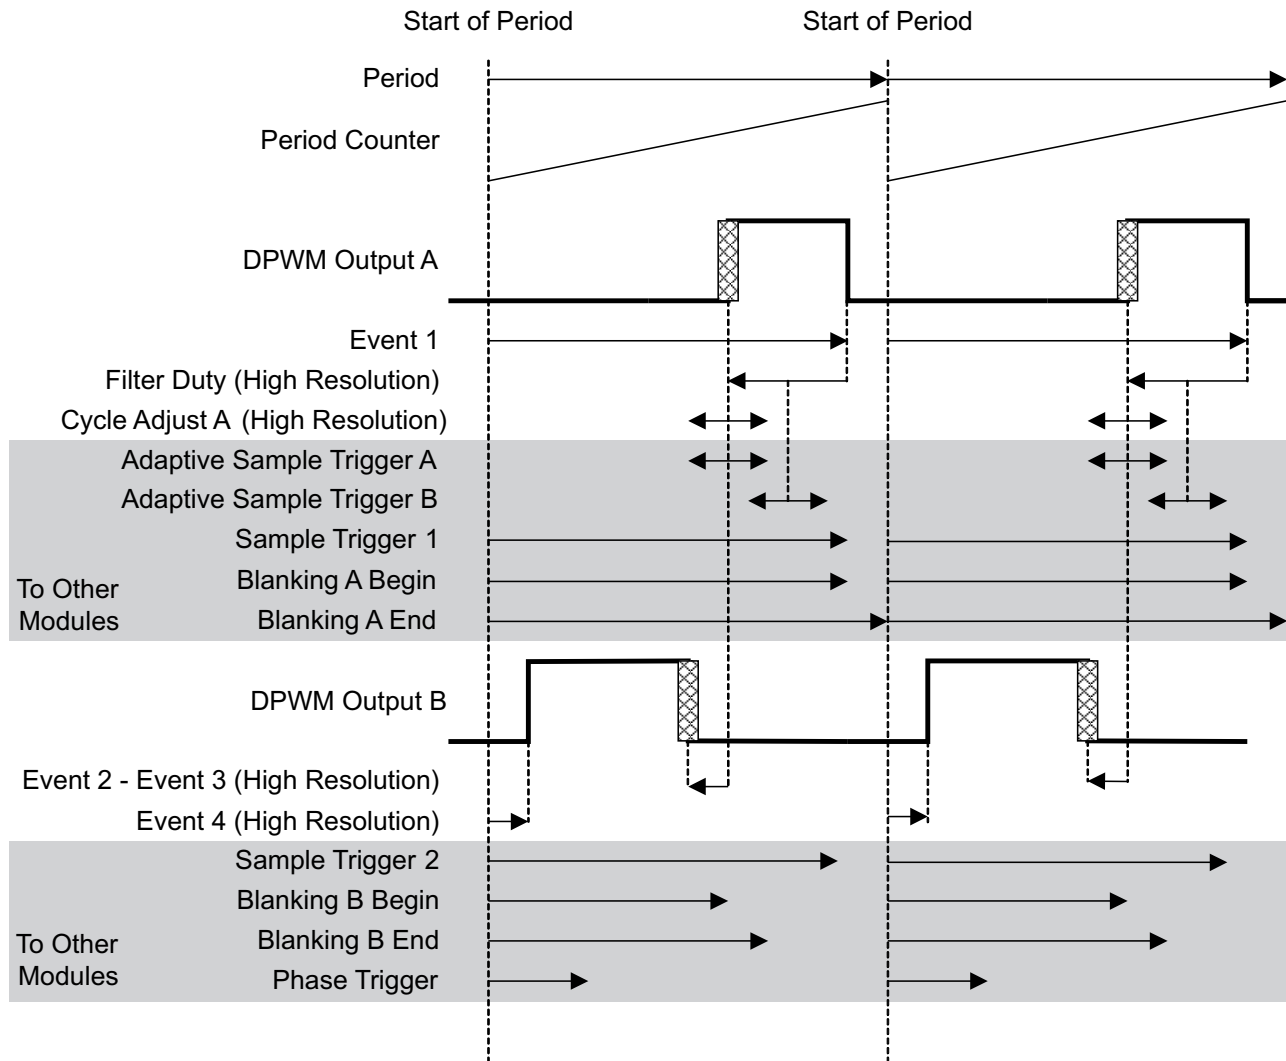 Start of Period
Start of Period
Period
Period Counter
DPWM Output A
Event 1
Filter Duty (High Resolution)
Cycle Adjust A (High Resolution)
Adaptive Sample Trigger A
Adaptive Sample Trigger B
Sample Trigger 1
Blanking A Begin
To Other
Modules
Blanking A End
DPWM Output B
Event 2 - Event 3 (High Resolution)
Event 4 (High Resolution)
Sample Trigger 2
Blanking B Begin
Blanking B End
To Other
Modules
Phase Trigger